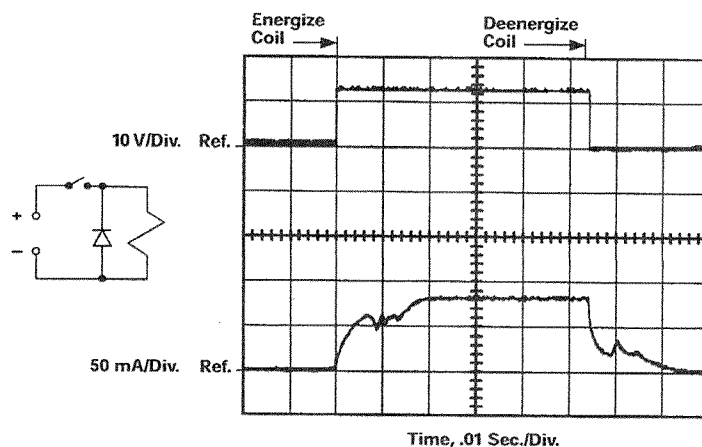 Energize
Coil
Deenergize
Coil
10 V/Div. Ref.
+
−
50 mA/Div. Ref.
Time, .01 Sec./Div.